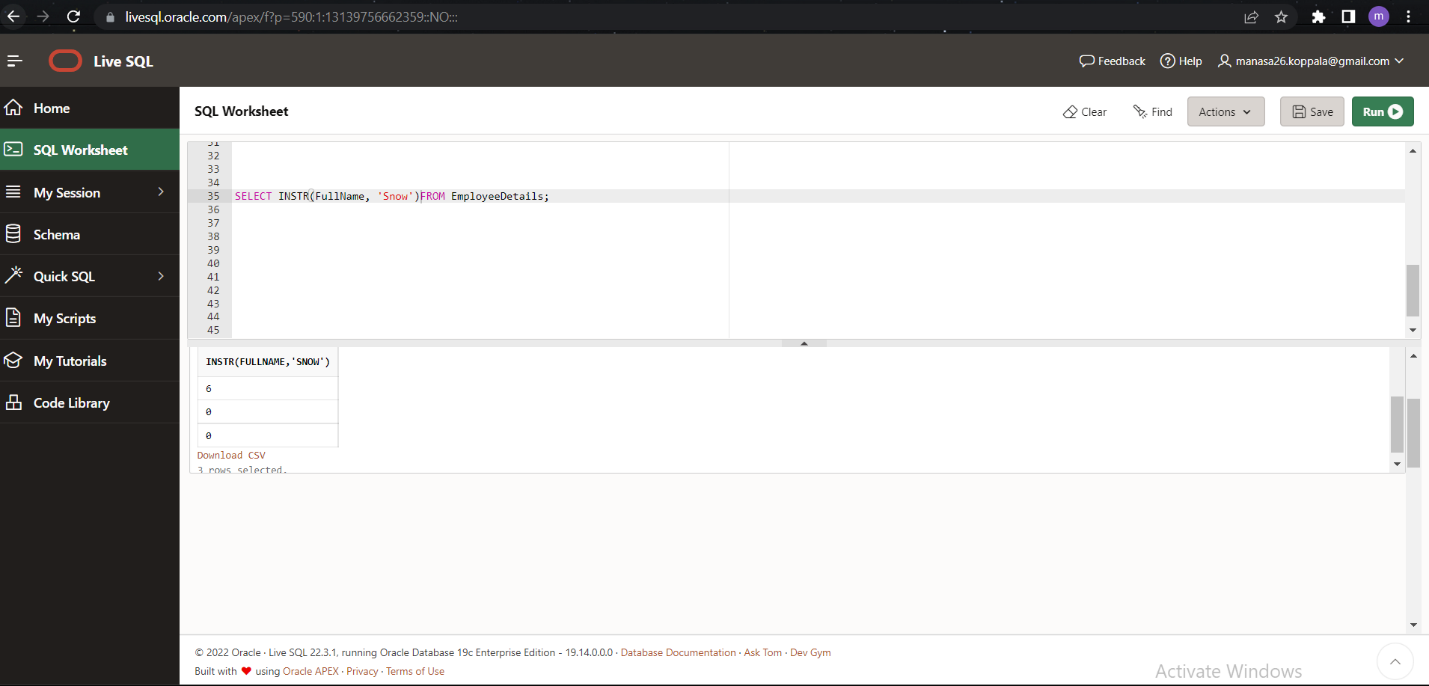 livesql.oracle.com/apex/f?p=590:1:13139756662359::NO:::
m
Live SQL
Feedback
Help
manasa26.koppala@gmail.com
Home
SQL Worksheet
My Session
Schema
Quick SQL
My Scripts
My Tutorials
Code Library
SQL Worksheet
Clear
Find
Actions
Save
Run
31
32
33
34
35 SELECT INSTR(FullName, 'Snow')FROM EmployeeDetails;
36
37
38
39
40
41
42
43
44
45
INSTR(FULLNAME,'SNOW')
6
0
0
Download CSV
3 rows selected.
© 2022 Oracle · Live SQL 22.3.1, running Oracle Database 19c Enterprise Edition - 19.14.0.0.0 · Database Documentation · Ask Tom · Dev Gym
Built with ❤ using Oracle APEX · Privacy · Terms of Use
Activate Windows